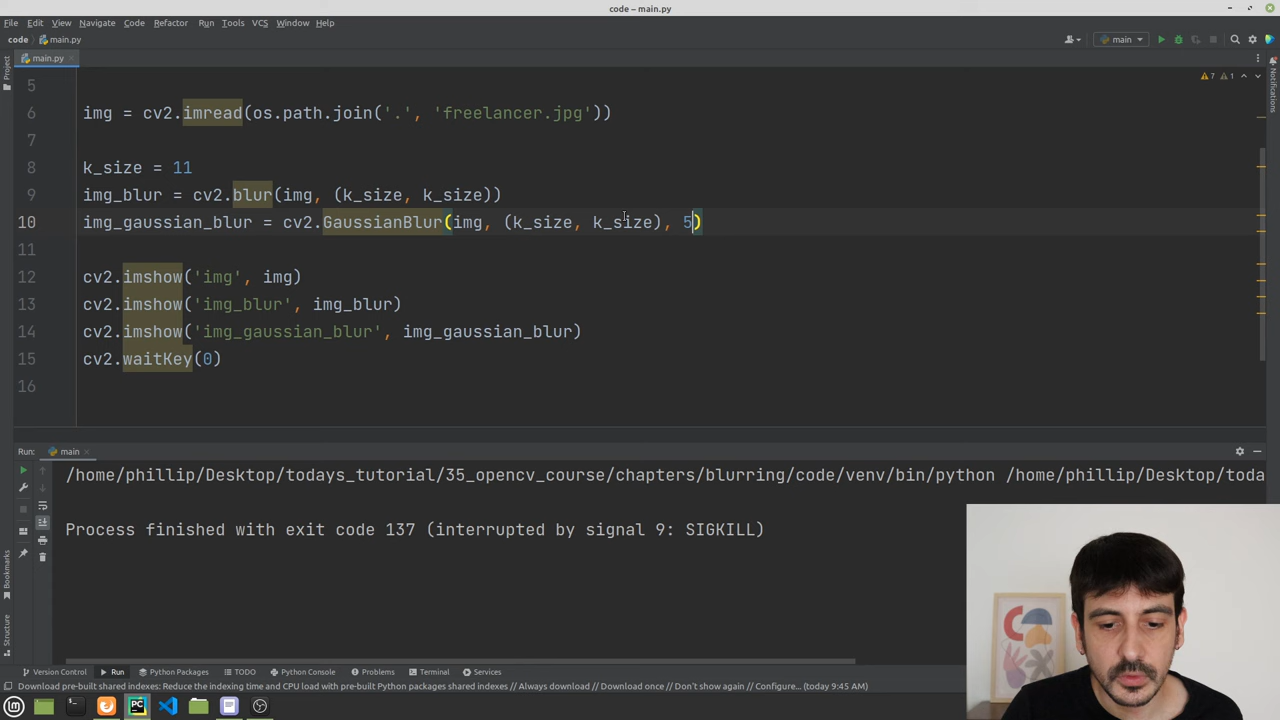 code – main.py
File Edit View Navigate Code Refactor Run Tools VCS Window Help
code main.py main
Project main.py Notifications
7 1
5
6 img = cv2.imread(os.path.join('.', 'freelancer.jpg'))
7
8 k_size = 11
9 img_blur = cv2.blur(img, (k_size, k_size))
10 img_gaussian_blur = cv2.GaussianBlur(img, (k_size, k_size), 5)
11
12 cv2.imshow('img', img)
13 cv2.imshow('img_blur', img_blur)
14 cv2.imshow('img_gaussian_blur', img_gaussian_blur)
15 cv2.waitKey(0)
16
Run: main
/home/phillip/Desktop/todays_tutorial/35_opencv_course/chapters/blurring/code/venv/bin/python /home/phillip/Desktop/toda
Process finished with exit code 137 (interrupted by signal 9: SIGKILL)
Bookmarks
Structure
Version Control Run Python Packages TODO Python Console Problems Terminal Services
Download pre-built shared indexes: Reduce the indexing time and CPU load with pre-built Python packages shared indexes // Always download // Download once // Don't show again // Configure... (today 9:45 AM)